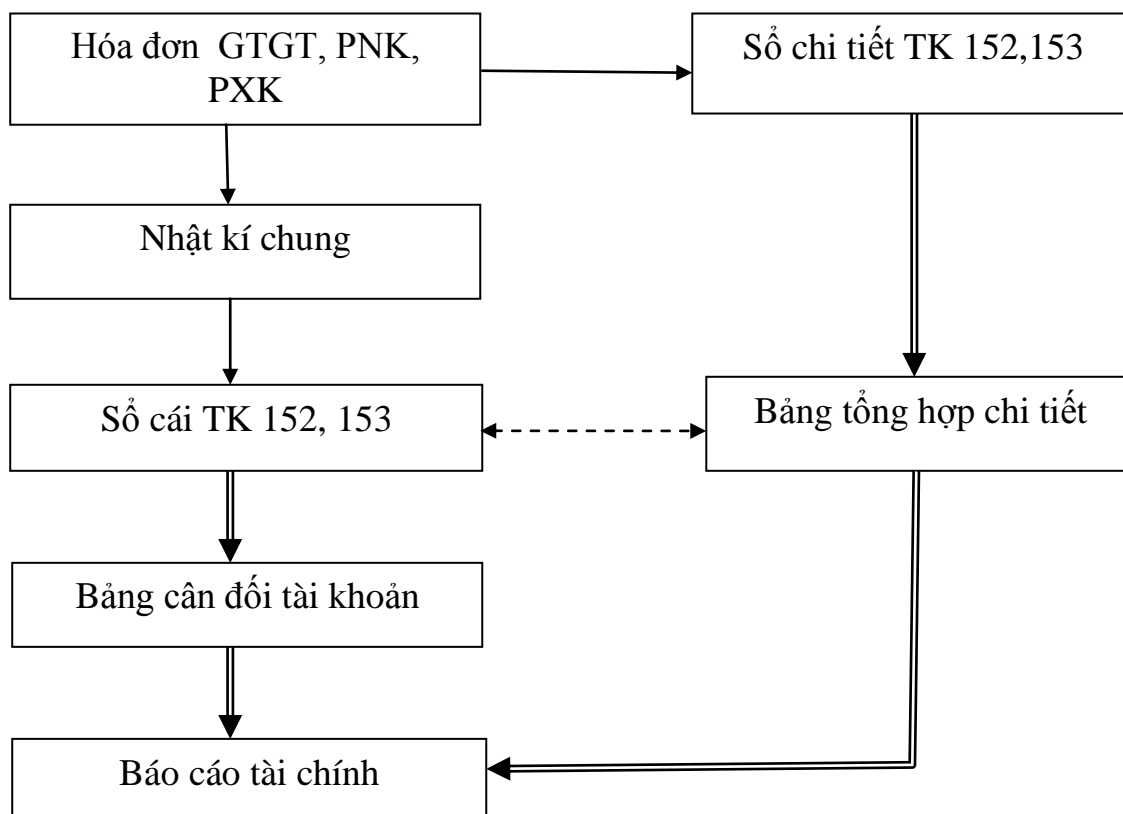 Hóa đơn GTGT, PNK,
PXK
Sổ chi tiết TK 152,153
Nhật kí chung
Sổ cái TK 152, 153
Bảng tổng hợp chi tiết
Bảng cân đối tài khoản
Báo cáo tài chính